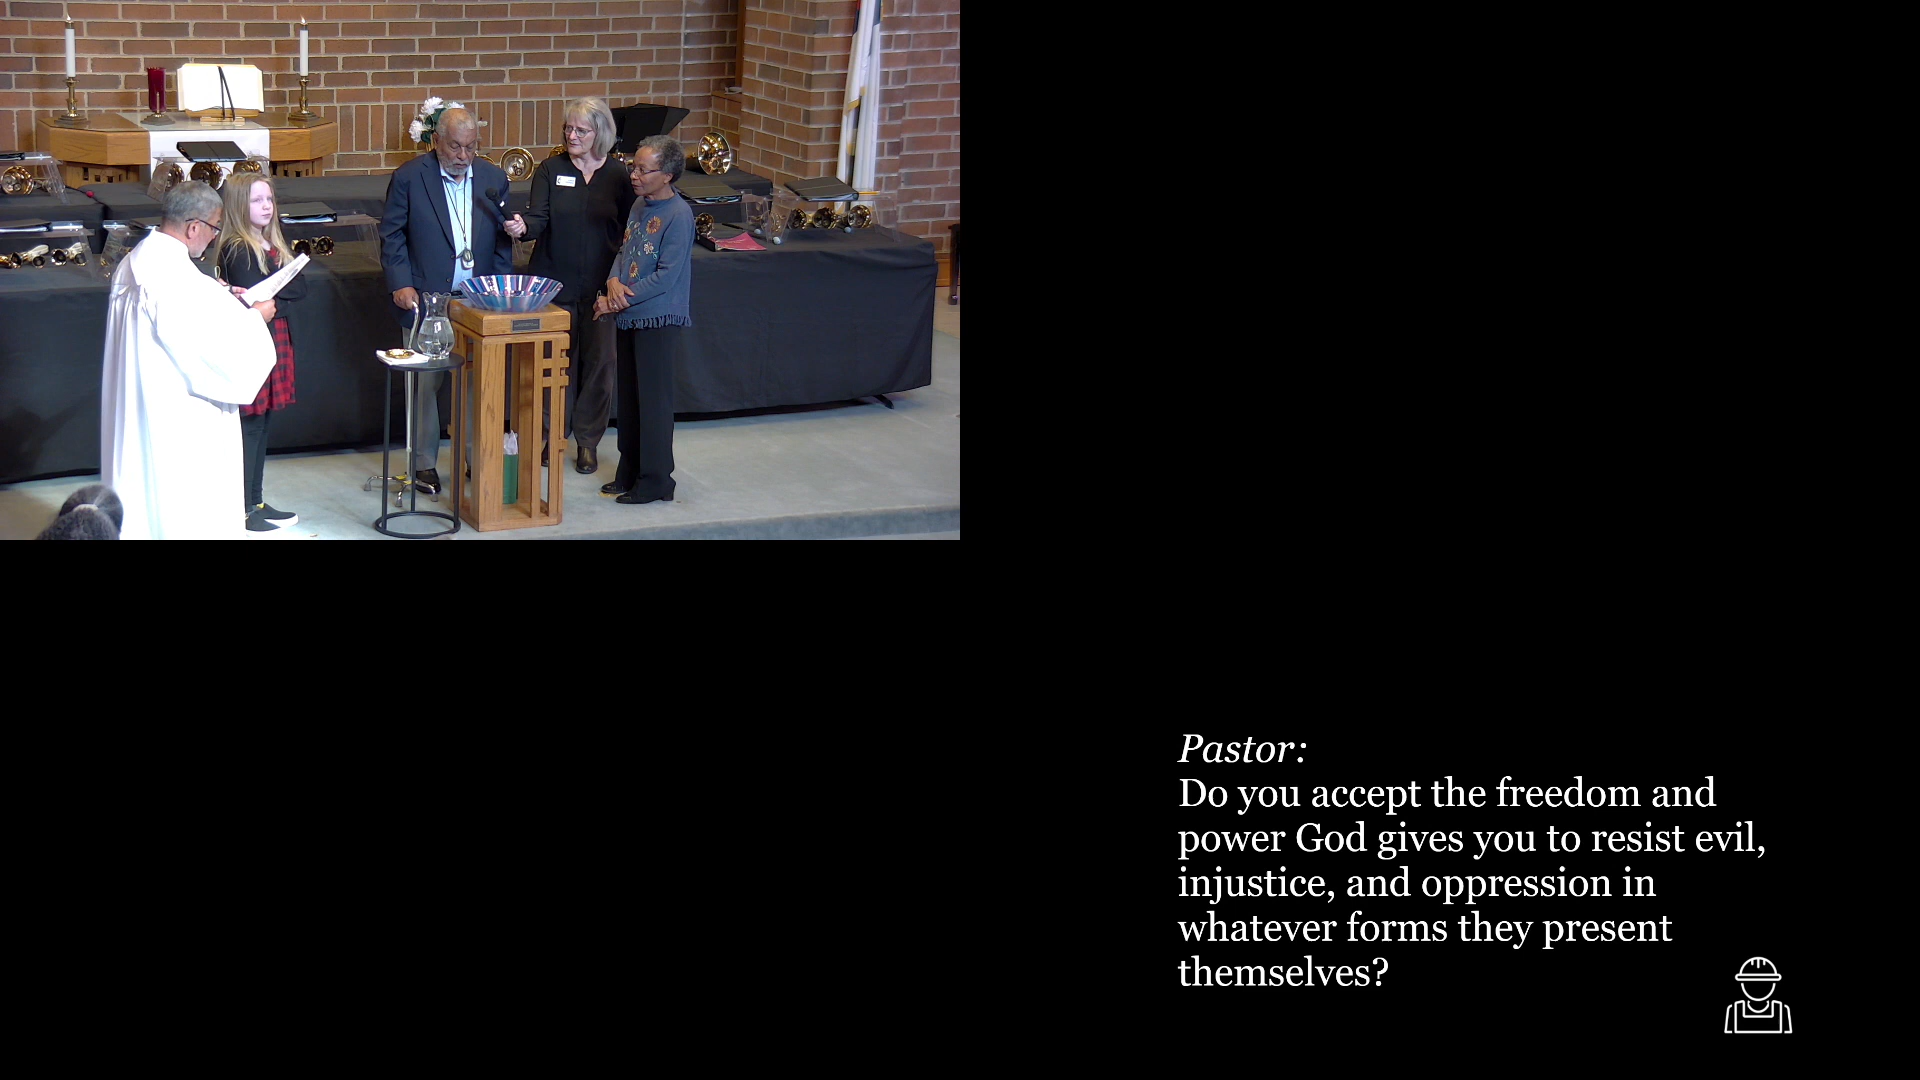 Pastor:
Do you accept the freedom and
power God gives you to resist evil,
injustice, and oppression in
whatever forms they present
themselves?